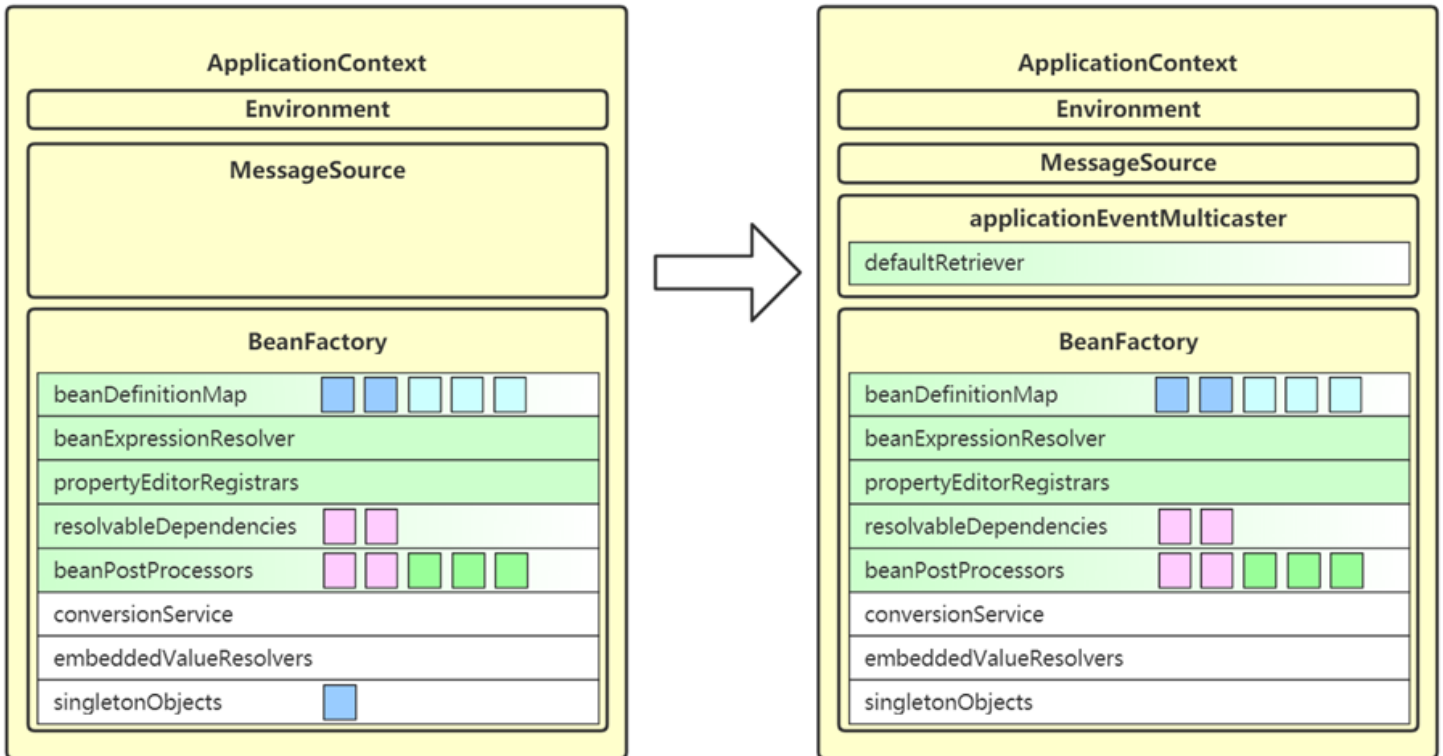 ApplicationContext
Environment
MessageSource
BeanFactory
beanDefinitionMap
beanExpressionResolver
propertyEditorRegistrars
resolvableDependencies
beanPostProcessors
conversionService
embeddedValueResolvers
singletonObjects
ApplicationContext
Environment
MessageSource
applicationEventMulticaster
defaultRetriever
BeanFactory
beanDefinitionMap
beanExpressionResolver
propertyEditorRegistrars
resolvableDependencies
beanPostProcessors
conversionService
embeddedValueResolvers
singletonObjects